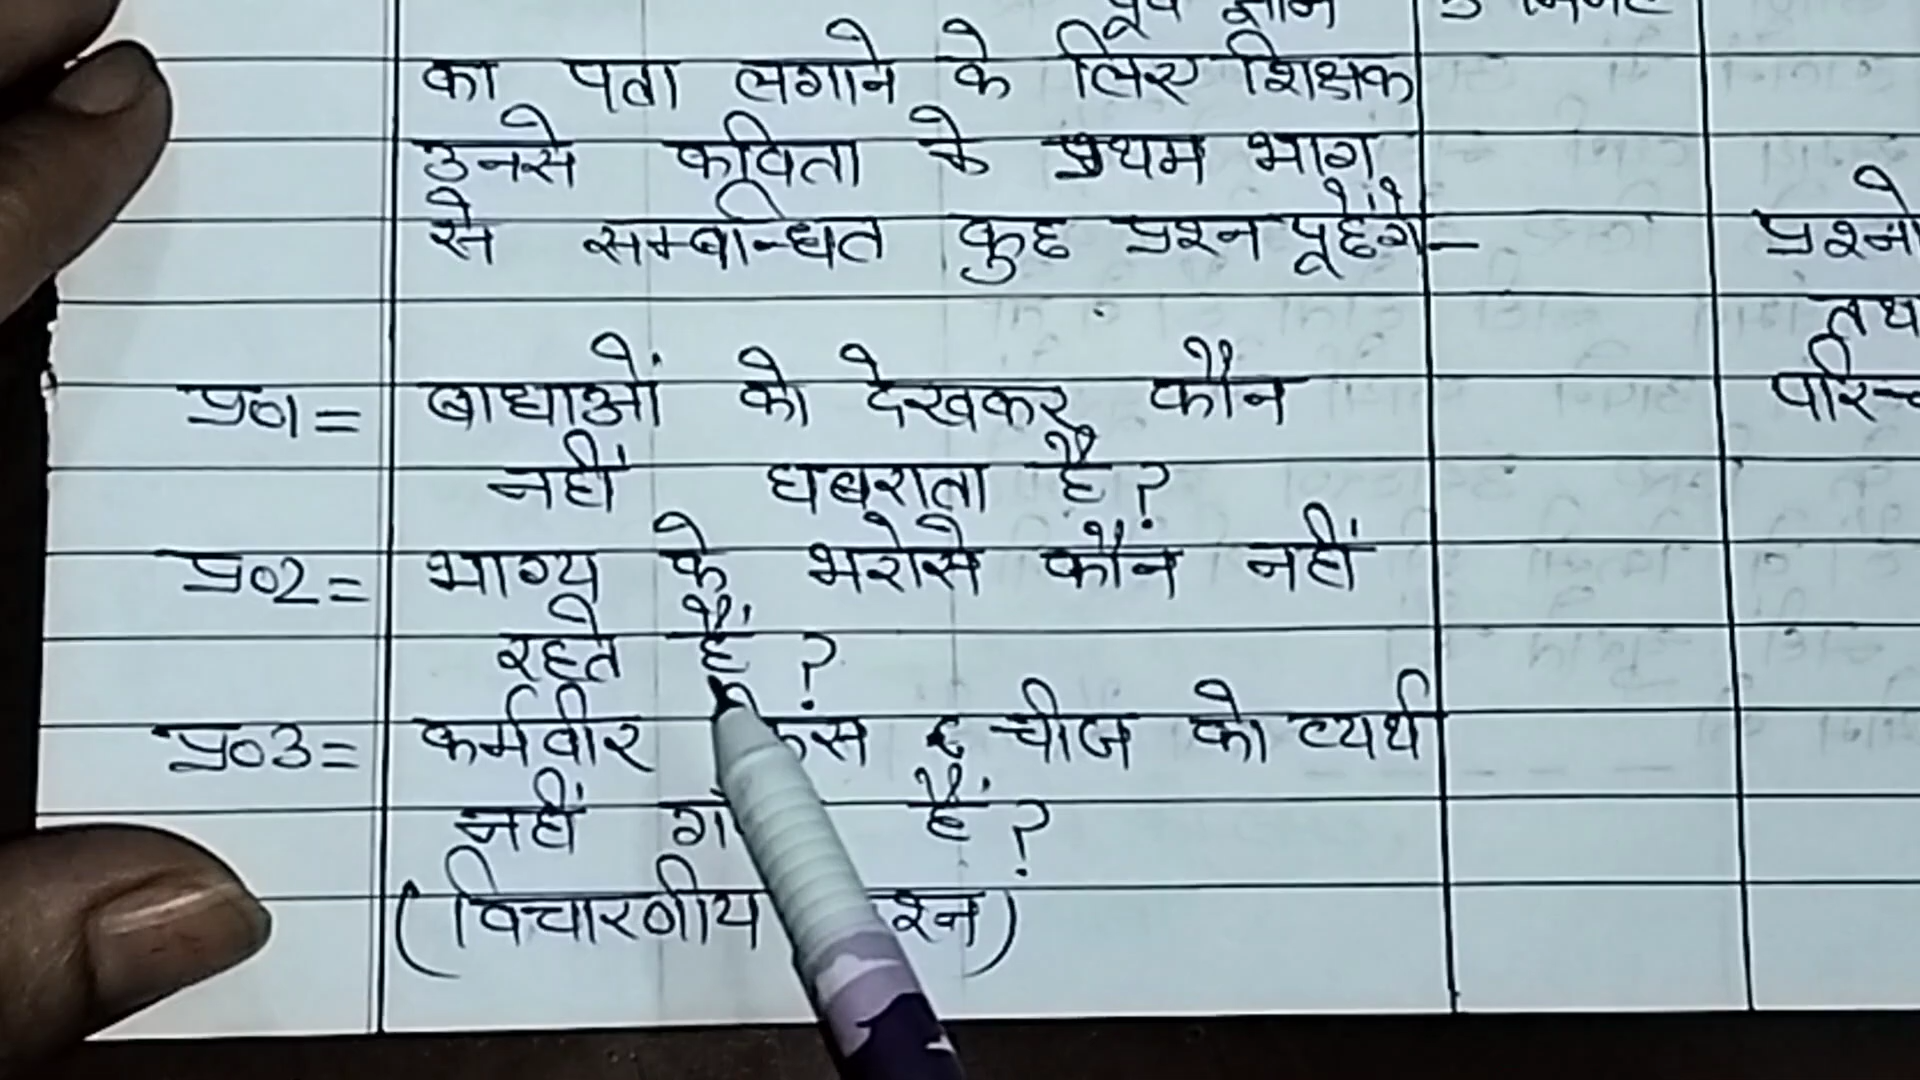 पूर्व ज्ञान
का पता लगाने के लिए शिक्षक
उनसे कविता के प्रथम भाग
से सम्बन्धित कुछ प्रश्न पूछेंगे— प्रश्नो
तथ
प्र01= बाधाओं को देखकर कौन परि
नहीं घबराता है?
प्र02= भाग्य के भरोसे कौन नहीं
रहते हैं?
प्र03= कर्मवीर चीज को व्यर्थ
नहीं हैं?
(विचारणीय